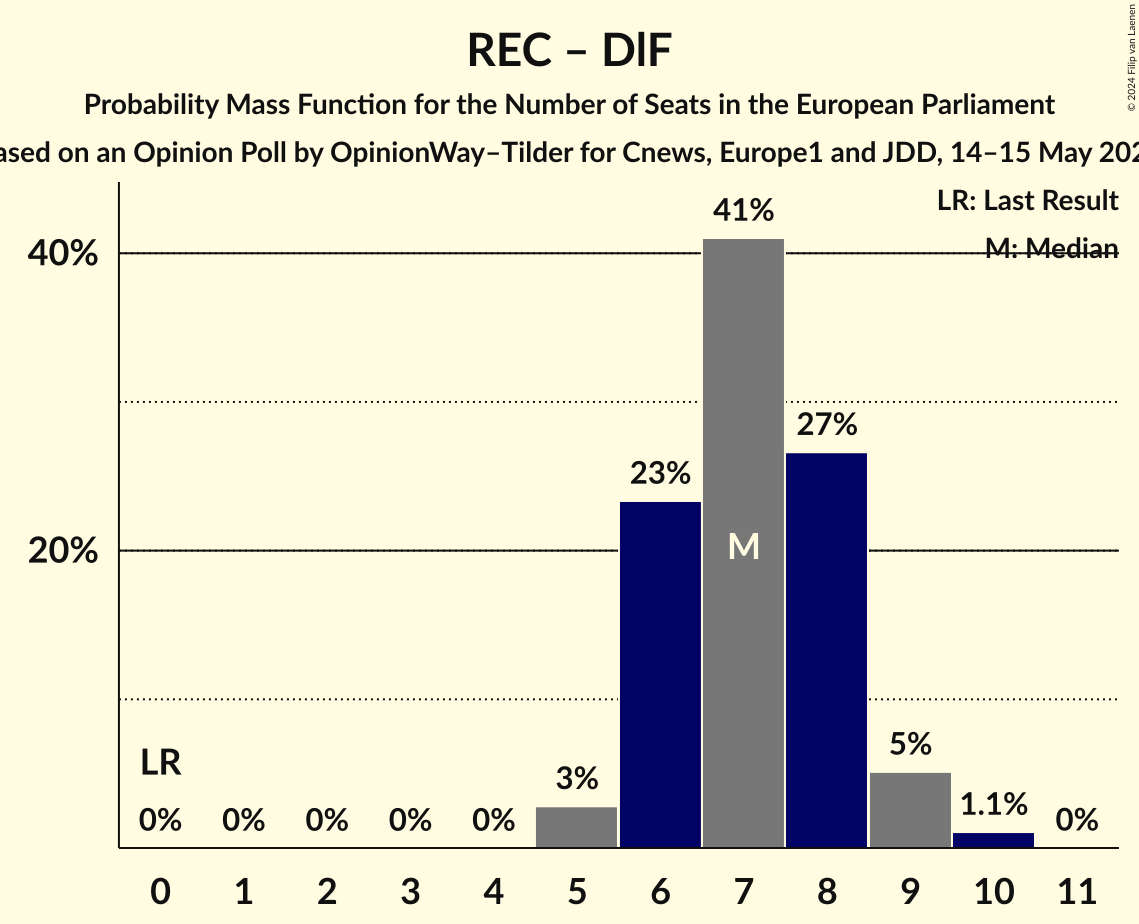 REC – DlF
Probability Mass Function for the Number of Seats in the European Parliament
ased on an Opinion Poll by OpinionWay–Tilder for Cnews, Europe1 and JDD, 14–15 May 202
© 2024 Filip van Laenen
LR: Last Result
M: Median
41%
40%
27%
23%
M
20%
LR
5%
3%
1.1%
0% 0% 0% 0% 0% 0%
0 1 2 3 4 5 6 7 8 9 10 11